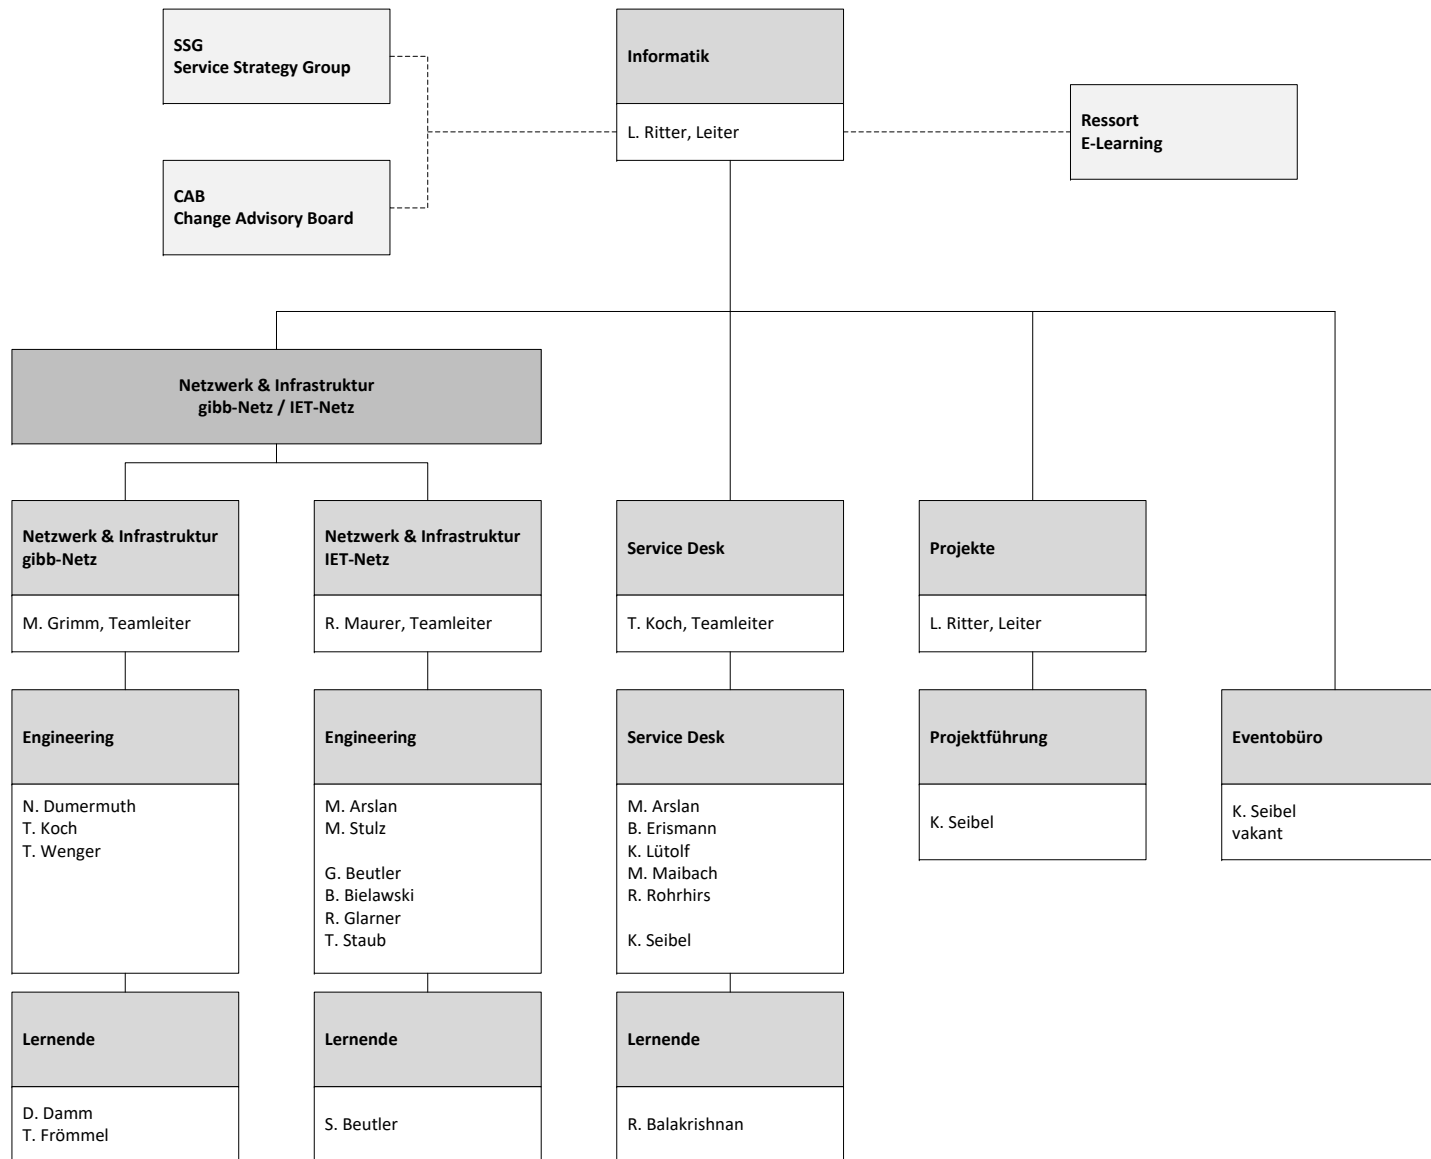 SSG
Service Strategy Group
Informatik
L. Ritter, Leiter
Ressort
E-Learning
CAB
Change Advisory Board
Netzwerk & Infrastruktur
gibb-Netz / IET-Netz
Netzwerk & Infrastruktur
gibb-Netz
M. Grimm, Teamleiter
Engineering
N. Dumermuth
T. Koch
T. Wenger
Lernende
D. Damm
T. Frömmel
Netzwerk & Infrastruktur
IET-Netz
R. Maurer, Teamleiter
Engineering
M. Arslan
M. Stulz
G. Beutler
B. Bielawski
R. Glarner
T. Staub
Lernende
S. Beutler
Service Desk
T. Koch, Teamleiter
Service Desk
M. Arslan
B. Erismann
K. Lütolf
M. Maibach
R. Rohrhirs
K. Seibel
Lernende
R. Balakrishnan
Projekte
L. Ritter, Leiter
Projektführung
K. Seibel
Eventobüro
K. Seibel
vakant